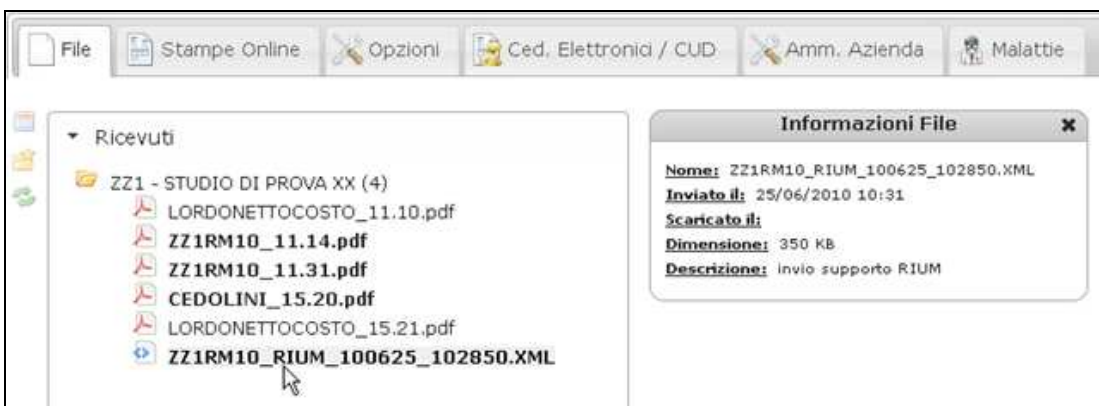 File
Stampe Online
Opzioni
Ced. Elettronici / CUD
Amm. Azienda
Malattie
Ricevuti
ZZ1 - STUDIO DI PROVA XX (4)
LORDONETTOCOSTO_11.10.pdf
ZZ1RM10_11.14.pdf
ZZ1RM10_11.31.pdf
CEDOLINI_15.20.pdf
LORDONETTOCOSTO_15.21.pdf
ZZ1RM10_RIUM_100625_102850.XML
Informazioni File
Nome: ZZ1RM10_RIUM_100625_102850.XML
Inviato il: 25/06/2010 10:31
Scaricato il:
Dimensione: 350 KB
Descrizione: invio supporto RIUM